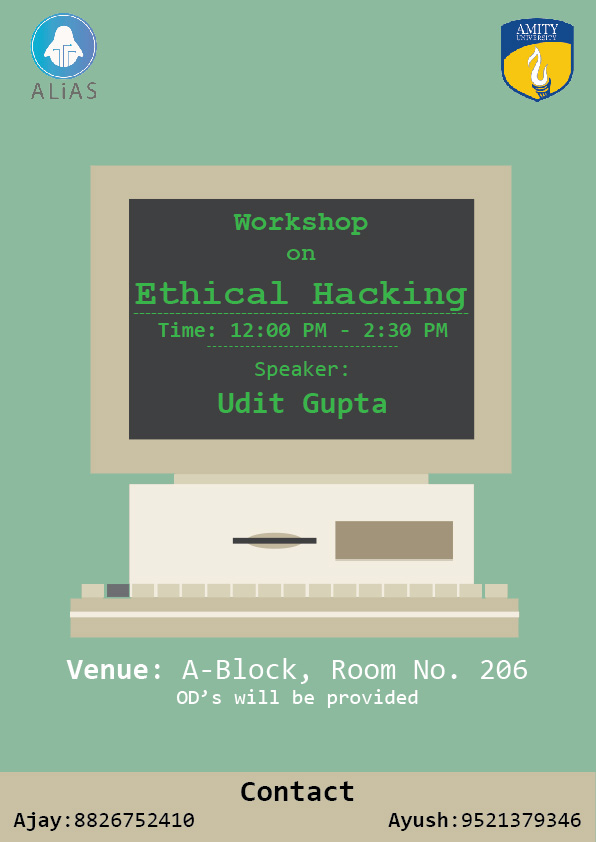 ALiAS
AMITY
UNIVERSITY
Workshop
on
Ethical Hacking
Time: 12:00 PM - 2:30 PM
Speaker:
Udit Gupta
Venue: A-Block, Room No. 206
OD’s will be provided
Contact
Ajay:8826752410
Ayush:9521379346